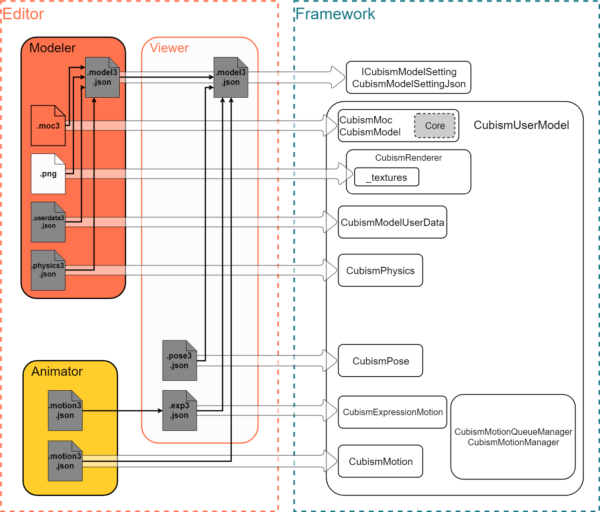 Editor
Framework
Modeler
Viewer
.model3
.json
.model3
.json
ICubismModelSetting
CubismModelSettingJson
.moc3
CubismMoc
CubismModel
Core
CubismUserModel
.png
CubismRenderer
_textures
.userdata3
.json
CubismModelUserData
.physics3
.json
CubismPhysics
.pose3
.json
CubismPose
Animator
.motion3
.json
.exp3
.json
CubismExpressionMotion
CubismMotionQueueManager
CubismMotionManager
.motion3
.json
CubismMotion